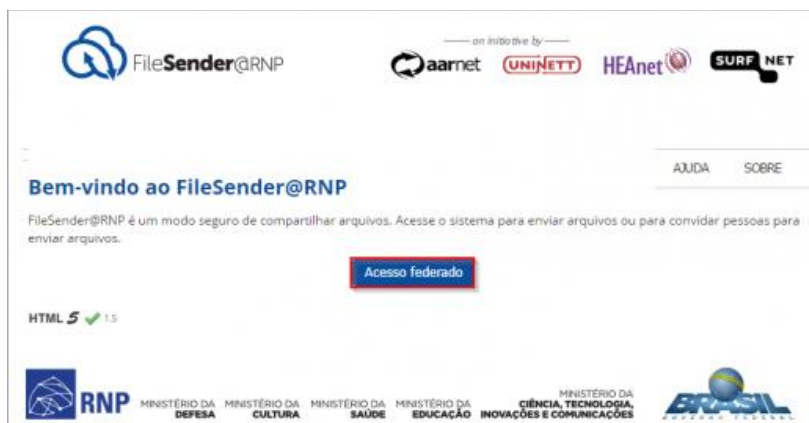 FileSender@RNP
an initiative by
aarnet
UNINETT
HEAnet
SURF NET
AJUDA SOBRE
Bem-vindo ao FileSender@RNP
FileSender@RNP é um modo seguro de compartilhar arquivos. Acesse o sistema para enviar arquivos ou para convidar pessoas para
enviar arquivos.
Acesso federado
HTML 5 1.5
RNP
MINISTÉRIO DA DEFESA
MINISTÉRIO DA CULTURA
MINISTÉRIO DA SAÚDE
MINISTÉRIO DA EDUCAÇÃO
MINISTÉRIO DA CIÊNCIA, TECNOLOGIA, INOVAÇÕES E COMUNICAÇÕES
BRASIL
GOVERNO FEDERAL